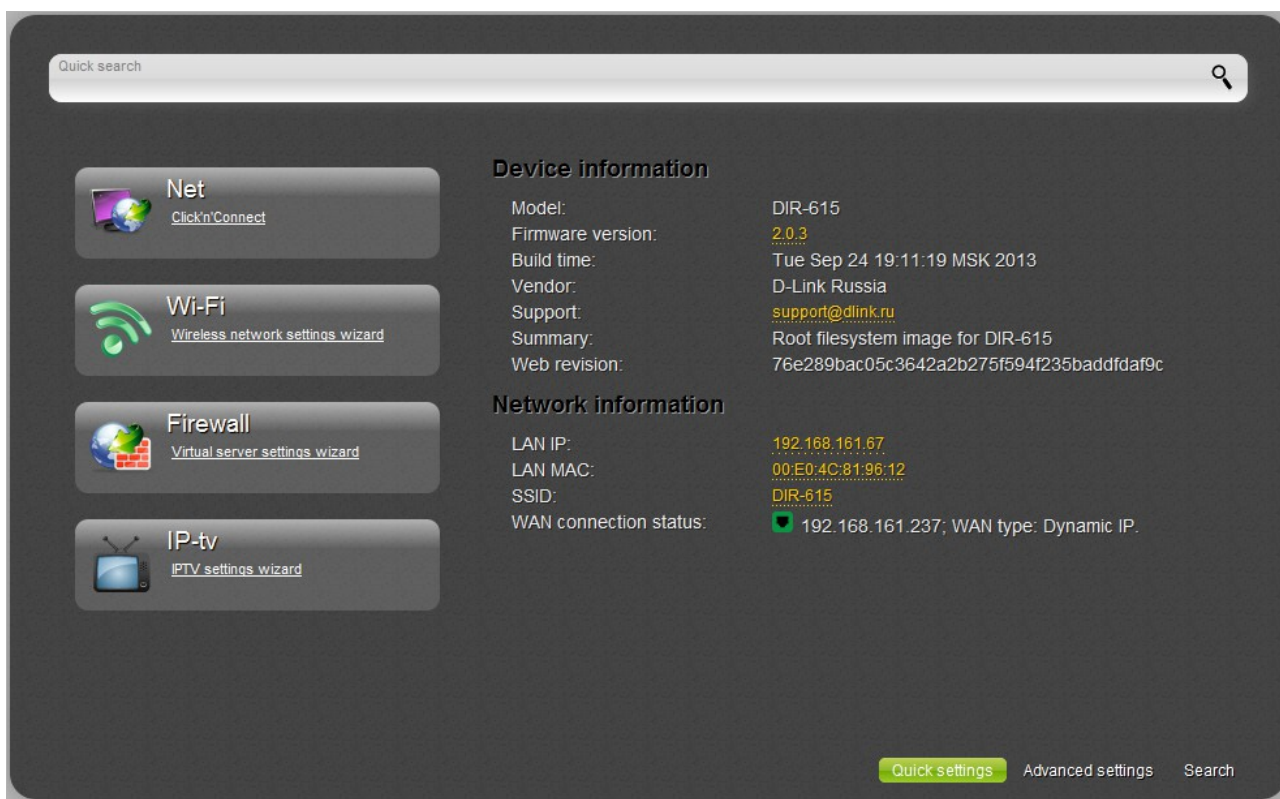 Quick search
Net
Click'n'Connect
Wi-Fi
Wireless network settings wizard
Firewall
Virtual server settings wizard
IP-tv
IPTV settings wizard
Device information
Model: DIR-615
Firmware version: 2.0.3
Build time: Tue Sep 24 19:11:19 MSK 2013
Vendor: D-Link Russia
Support: support@dlink.ru
Summary: Root filesystem image for DIR-615
Web revision: 76e289bac05c3642a2b275f594f235baddfdaf9c
Network information
LAN IP: 192.168.161.67
LAN MAC: 00:E0:4C:81:96:12
SSID: DIR-615
WAN connection status: 192.168.161.237; WAN type: Dynamic IP.
Quick settings Advanced settings Search